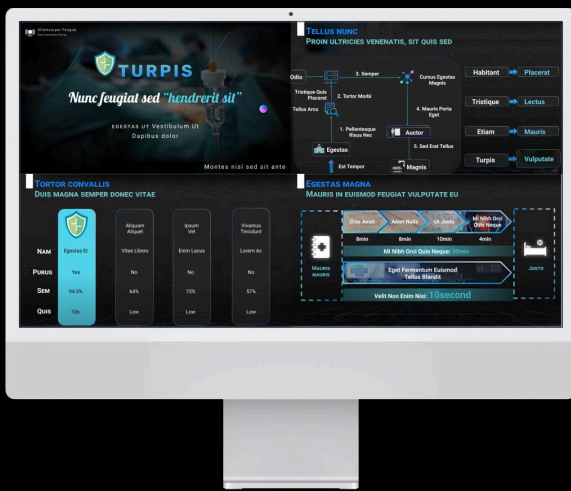 Ullamcorper Feugiat
TURPIS
Nunc feugiat sed "hendrerit sit"
EGESTAS UT Vestibulum Ut
Dapibus dolor
Montes nisi sed sit ante
TELLUS NUNC
PROIN ULTRICIES VENENATIS, SIT QUIS SED
Odio
3. Semper
Cursus Egestas
Magnis
Tristique Quis
Placerat
2. Tortor Morbi
Tellus Arcu
4. Mauris Porta
Eget
1. Pellentesque
Risus Nec
Auctor
Egestas
5. Sed Erat Tellus
Est Tempor
Magnis
Habitant
Placerat
Tristique
Lectus
Etiam
Mauris
Turpis
Vulputate
TORTOR CONVALLIS
DUIS MAGNA SEMPER DONEC VITAE
Aliquam
Aliquet
Ipsum
Vel
Vivamus
Tincidunt
NAM
Egestas Et
Vitae Libero
Enim Lacus
Lorem Ac
PURUS
Yes
No
No
No
SEM
94.5%
64%
73%
57%
QUIS
10s
Low
Low
Low
EGESTAS MAGNA
MAURIS IN EUISMOD FEUGIAT VULPUTATE EU
Cras Amet
Amet Nulla
Ut Justo
Mi Nibh Orci
Quis Neque
8min
8min
10min
4min
Mi Nibh Orci Quis Neque: 30min
MAURIS
MAURIS
Eget Fermentum Euismod
Tellus Blandit
JUSTO
Velit Non Enim Nisi: 10second